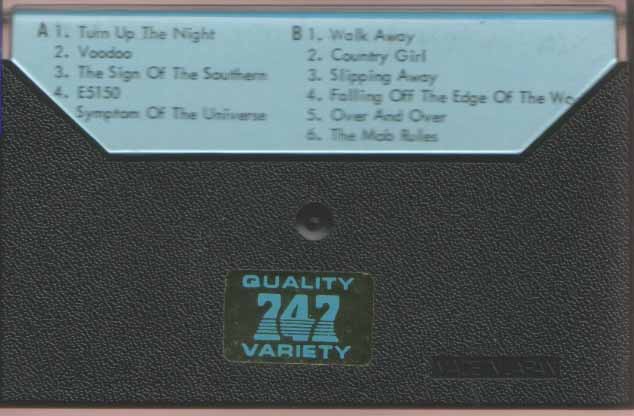 A 1. Turn Up The Night
2. Voodoo
3. The Sign Of The Southern
4. E5150
Symptom Of The Universe
B 1. Walk Away
2. Country Girl
3. Slipping Away
4. Falling Off The Edge Of The Wo
5. Over And Over
6. The Mob Rules
QUALITY
747
VARIETY